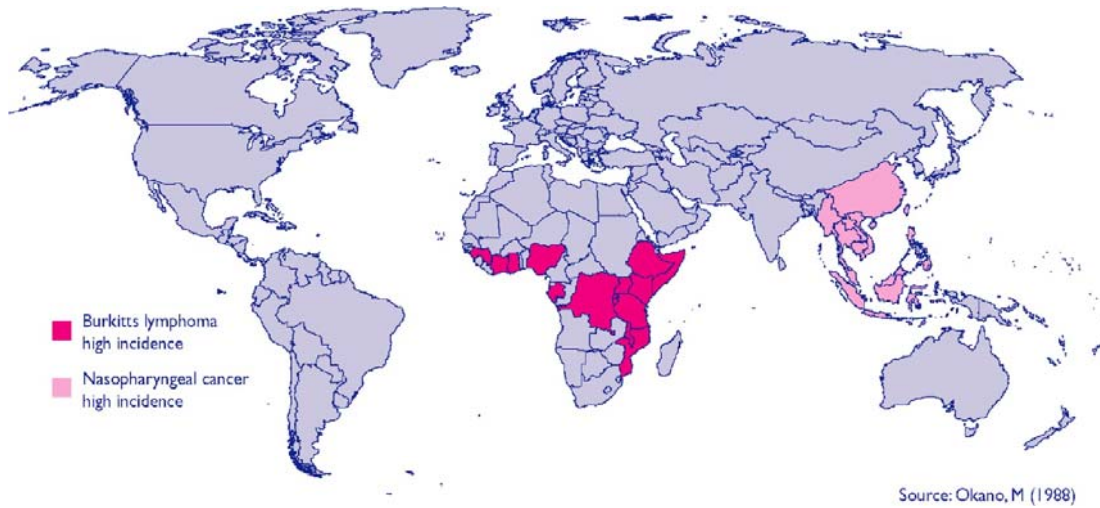 Burkitts lymphoma
high incidence
Nasopharyngeal cancer
high incidence
Source: Okano, M (1988)